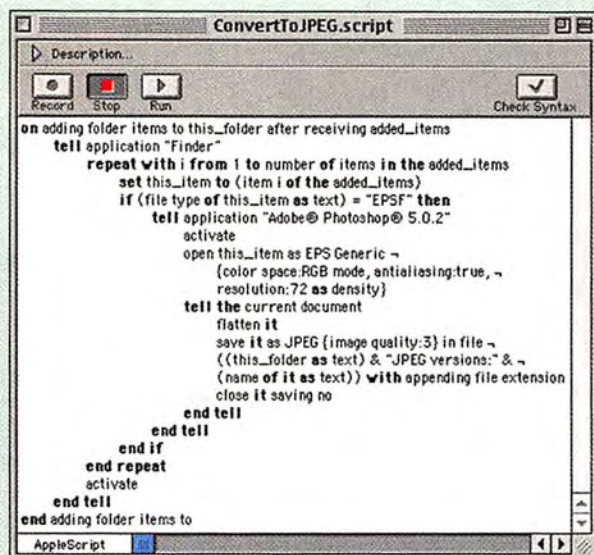 ConvertToJPEG.script
Description...
Record Stop Run Check Syntax
on adding folder items to this_folder after receiving added_items
tell application "Finder"
repeat with i from 1 to number of items in the added_items
set this_item to (item i of the added_items)
if (file type of this_item as text) = "EPSF" then
tell application "Adobe® Photoshop® 5.0.2"
activate
open this_item as EPS Generic ¬
{color space:RGB mode, antialiasing:true, ¬
resolution:72 as density}
tell the current document
flatten it
save it as JPEG {image quality:3} in file ¬
((this_folder as text) & "JPEG versions:" & ¬
(name of it as text)) with appending file extension
close it saving no
end tell
end tell
end if
end repeat
activate
end tell
end adding folder items to
AppleScript